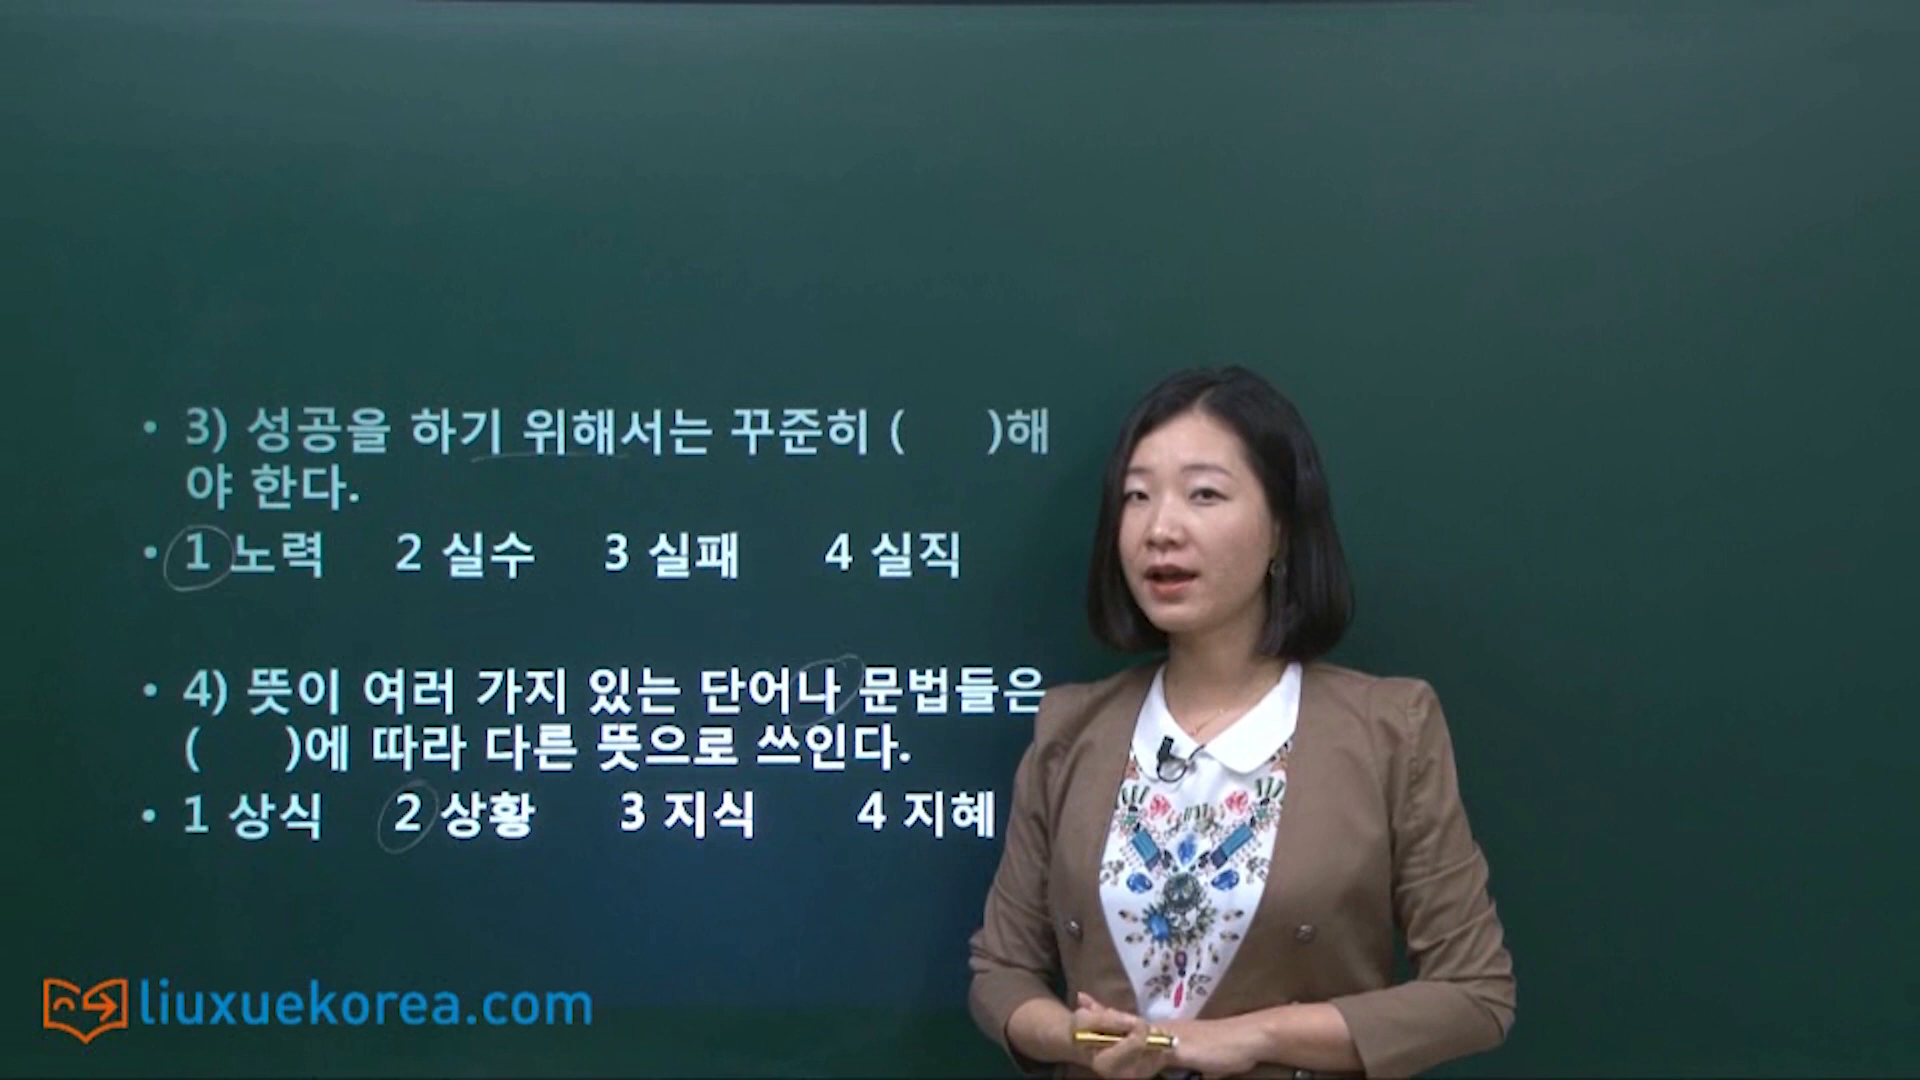 • 3) 성공을 하기 위해서는 꾸준히 (    )해
야 한다.
• 1 노력   2 실수   3 실패   4 실직
• 4) 뜻이 여러 가지 있는 단어나 문법들은
(    )에 따라 다른 뜻으로 쓰인다.
• 1 상식   2 상황   3 지식   4 지혜
liuxuekorea.com